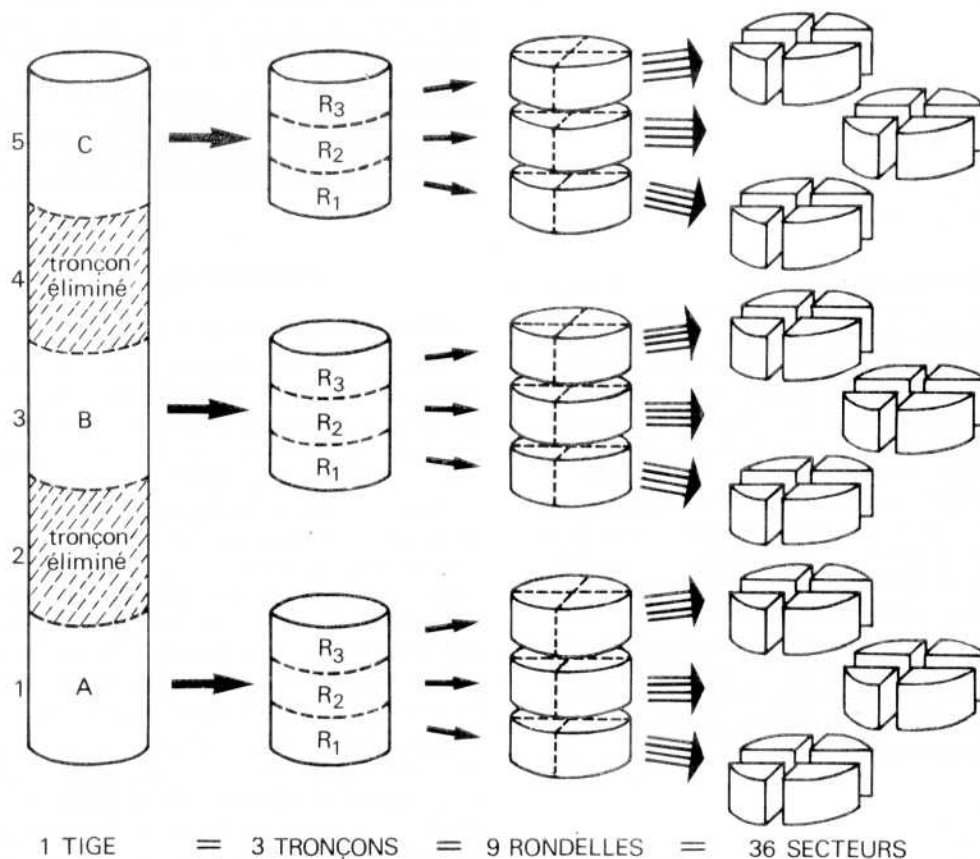 5
C
R3
R2
R1
4
tronçon
éliminé
3
B
R3
R2
R1
2
tronçon
éliminé
1
A
R3
R2
R1
1 TIGE = 3 TRONÇONS = 9 RONDELLES = 36 SECTEURS